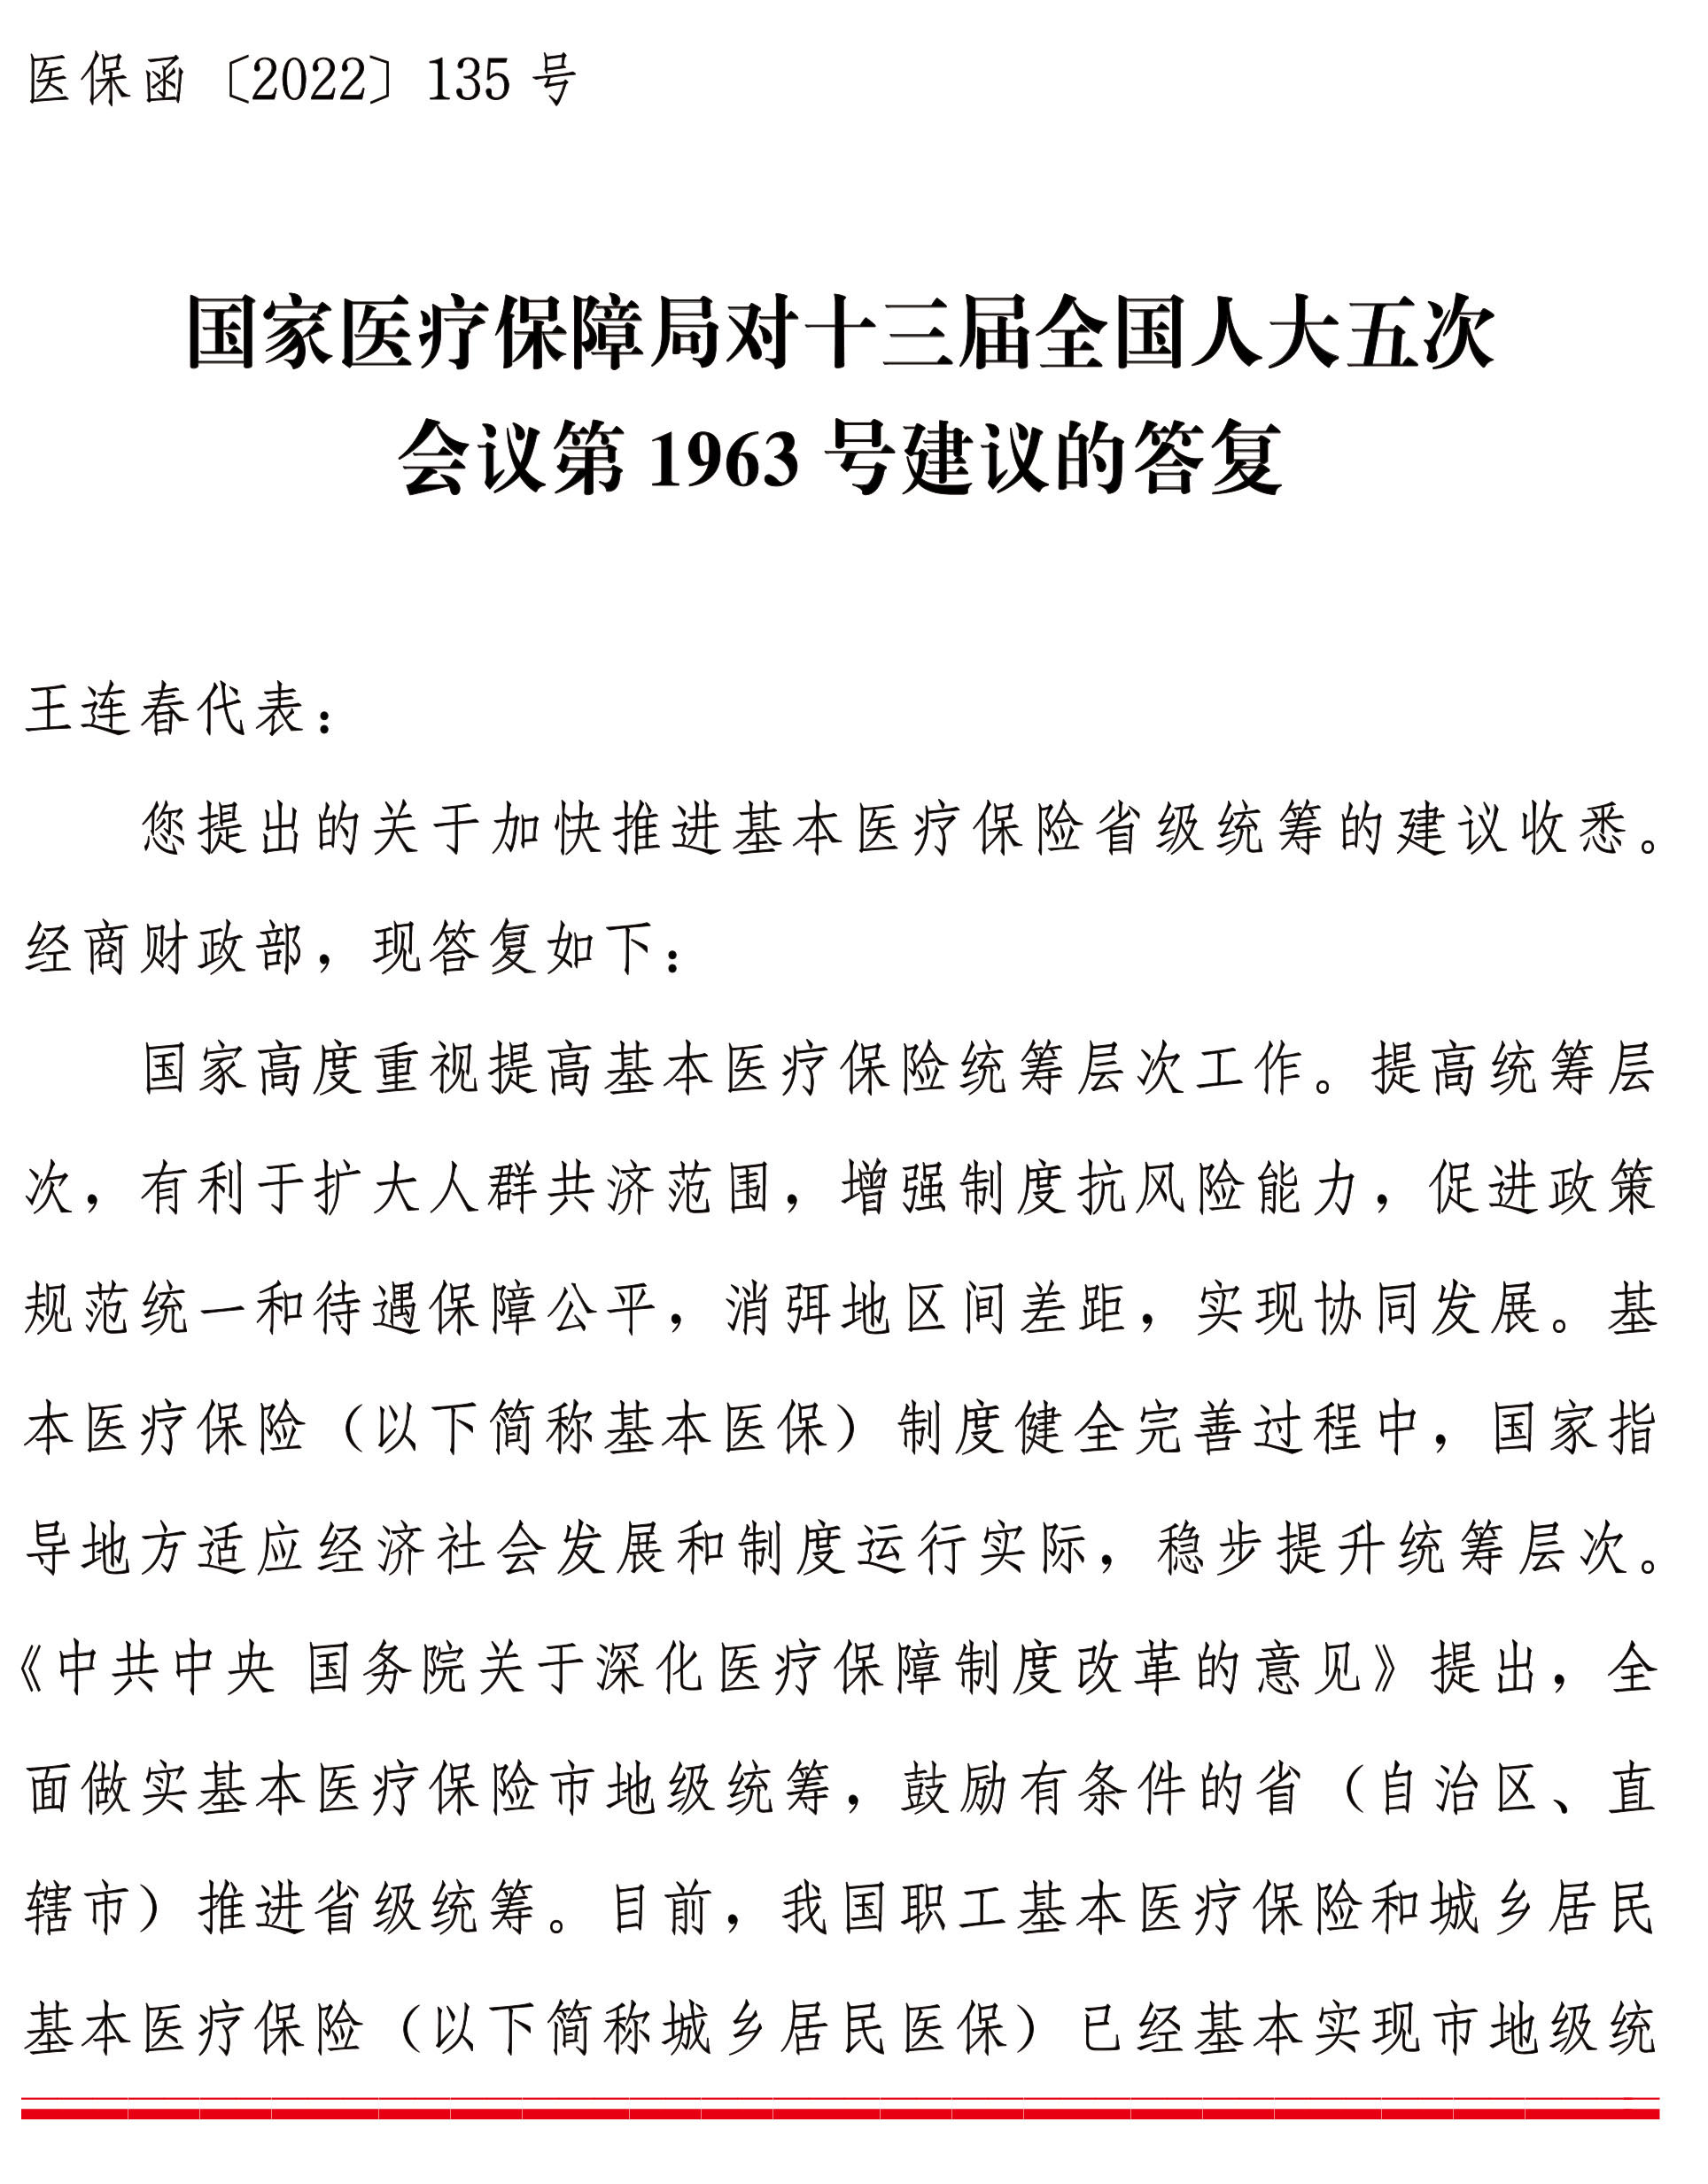 医保函〔2022〕135 号
国家医疗保障局对十三届全国人大五次
会议第 1963 号建议的答复
王连春代表：
您提出的关于加快推进基本医疗保险省级统筹的建议收悉。
经商财政部，现答复如下：
国家高度重视提高基本医疗保险统筹层次工作。提高统筹层
次，有利于扩大人群共济范围，增强制度抗风险能力，促进政策
规范统一和待遇保障公平，消弭地区间差距，实现协同发展。基
本医疗保险（以下简称基本医保）制度健全完善过程中，国家指
导地方适应经济社会发展和制度运行实际，稳步提升统筹层次。
《中共中央 国务院关于深化医疗保障制度改革的意见》提出，全
面做实基本医疗保险市地级统筹，鼓励有条件的省（自治区、直
辖市）推进省级统筹。目前，我国职工基本医疗保险和城乡居民
基本医疗保险（以下简称城乡居民医保）已经基本实现市地级统